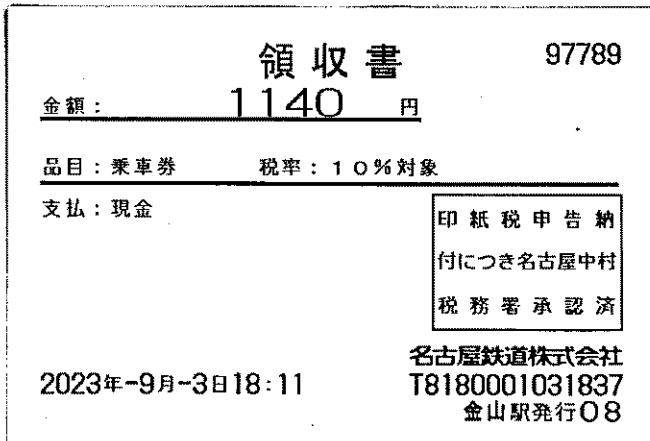 領収書 97789
金額： 1140 円
品目：乗車券 税率：10%対象
支払：現金
印紙税申告納
付につき名古屋中村
税務署承認済
名古屋鉄道株式会社
2023年-9月-3日18:11 T8180001031837
金山駅発行08